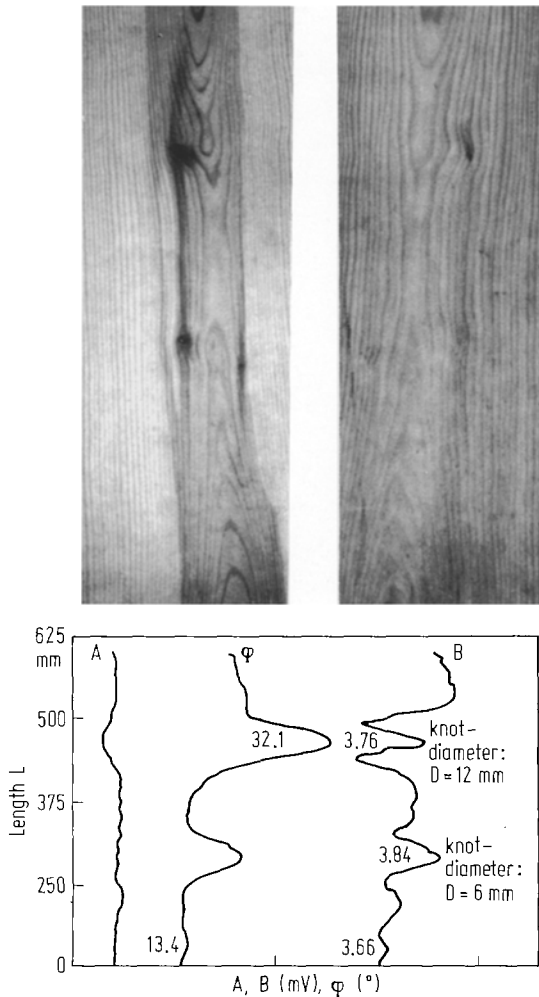 625
mm
A
φ
B
500
32.1
3.76
knot-
diameter:
D = 12 mm
Length L
375
3.84
knot-
diameter:
D = 6 mm
250
13.4
3.66
0
A, B (mV), φ (°)